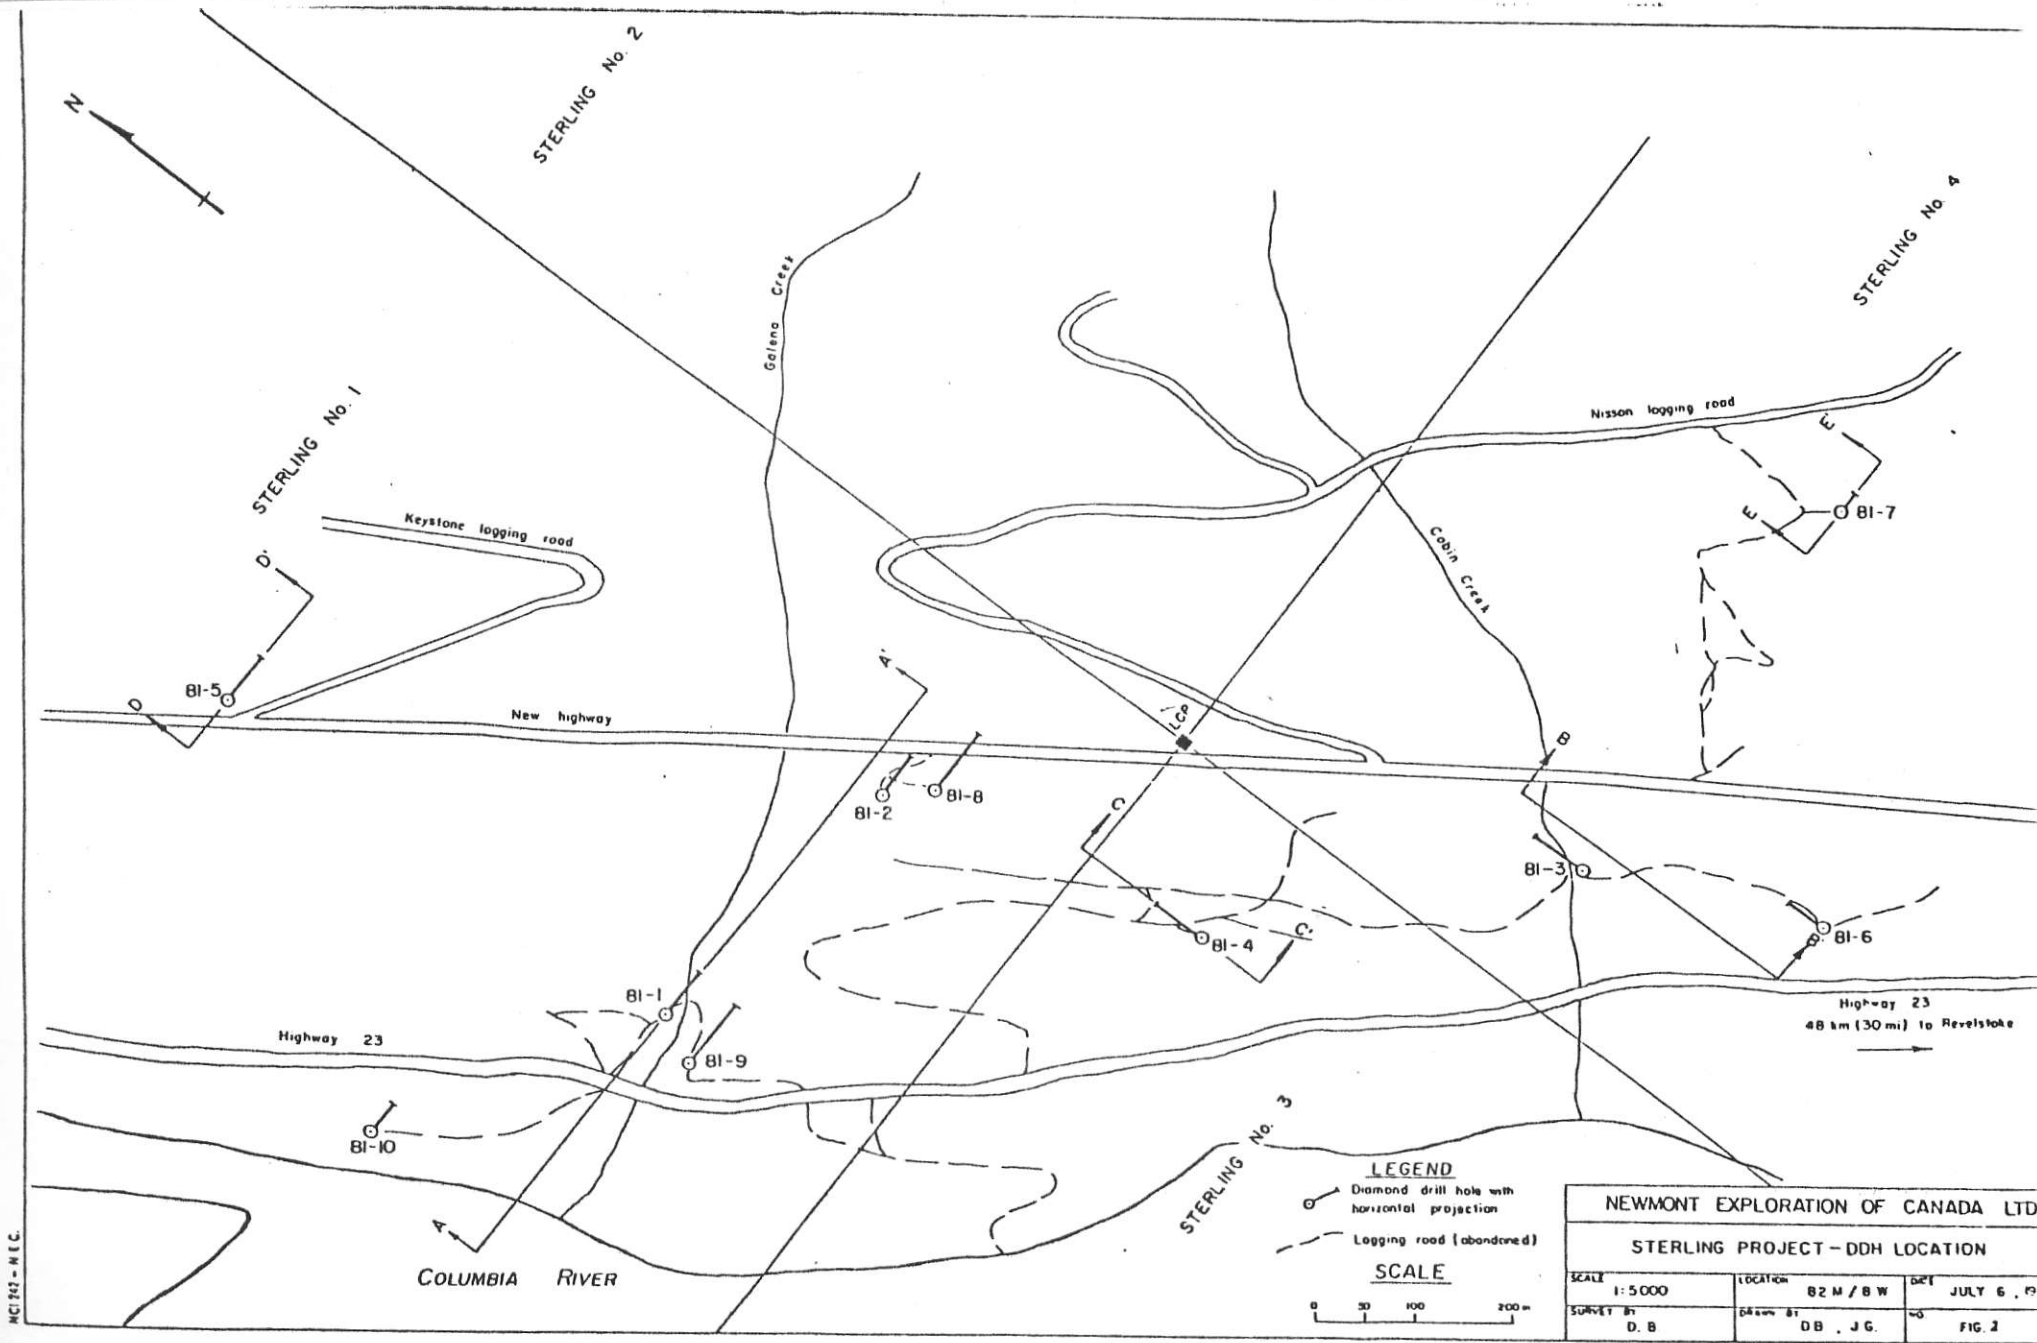 N
STERLING No. 2
STERLING No. 4
STERLING No. 1
Galena Creek
Nisson logging road
E'
E
81-7
Keystone logging road
Cabin Creek
D'
D
81-5
A'
LCP
New highway
B
81-2
81-8
C
81-3
81-4
C'
B'
81-6
81-1
81-9
Highway 23
Highway 23
48 km (30 mi) to Revelstoke
81-10
A
COLUMBIA RIVER
STERLING No. 3
LEGEND
Diamond drill hole with
horizontal projection
Logging road (abandoned)
SCALE
0 50 100 200 m
NEWMONT EXPLORATION OF CANADA LTD
STERLING PROJECT - DDH LOCATION
SCALE 1:5000
LOCATION 82 M / 8 W
DATE JULY 6, 19
SURVEY BY D. B
DRAWN BY DB, J G.
NO FIG. 2
MCI 742 - N E C.